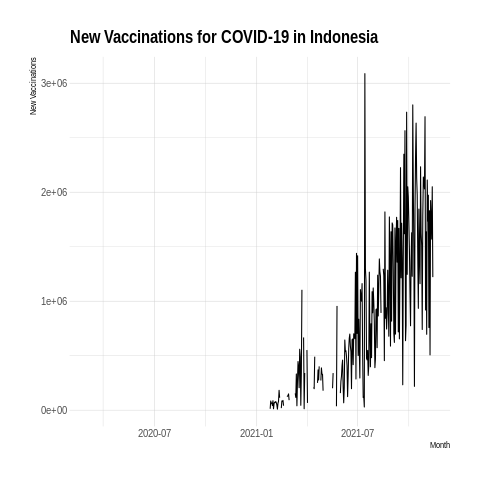 New Vaccinations for COVID-19 in Indonesia
New Vaccinations
3e+06
2e+06
1e+06
0e+00
2020-07
2021-01
2021-07
Month